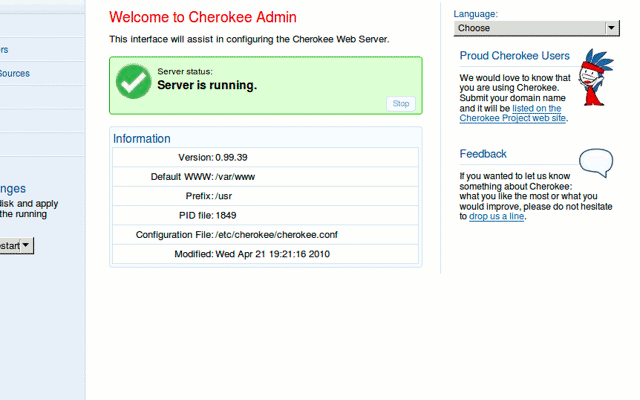 Welcome to Cherokee Admin
This interface will assist in configuring the Cherokee Web Server.
Server status:
Server is running.
Stop
Information
Version: 0.99.39
Default WWW: /var/www
Prefix: /usr
PID file: 1849
Configuration File: /etc/cherokee/cherokee.conf
Modified: Wed Apr 21 19:21:16 2010
Language:
Choose
Proud Cherokee Users
We would love to know that
you are using Cherokee.
Submit your domain name
and it will be listed on the
Cherokee Project web site.
Feedback
If you wanted to let us know
something about Cherokee:
what you like the most or what you
would improve, please do not hesitate
to drop us a line.
rs
Sources
nges
disk and apply
the running
estart